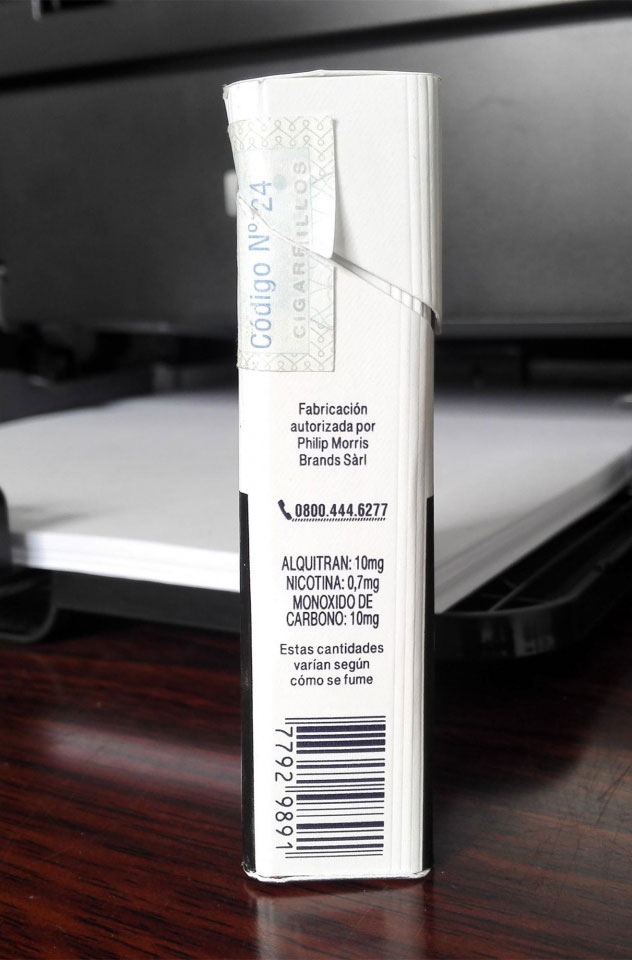 Código Nº 24
CIGARRILLOS
Fabricación
autorizada por
Philip Morris
Brands Sàrl
0800.444.6277
ALQUITRAN: 10mg
NICOTINA: 0,7mg
MONOXIDO DE
CARBONO: 10mg
Estas cantidades
varían según
cómo se fume
7792 9891